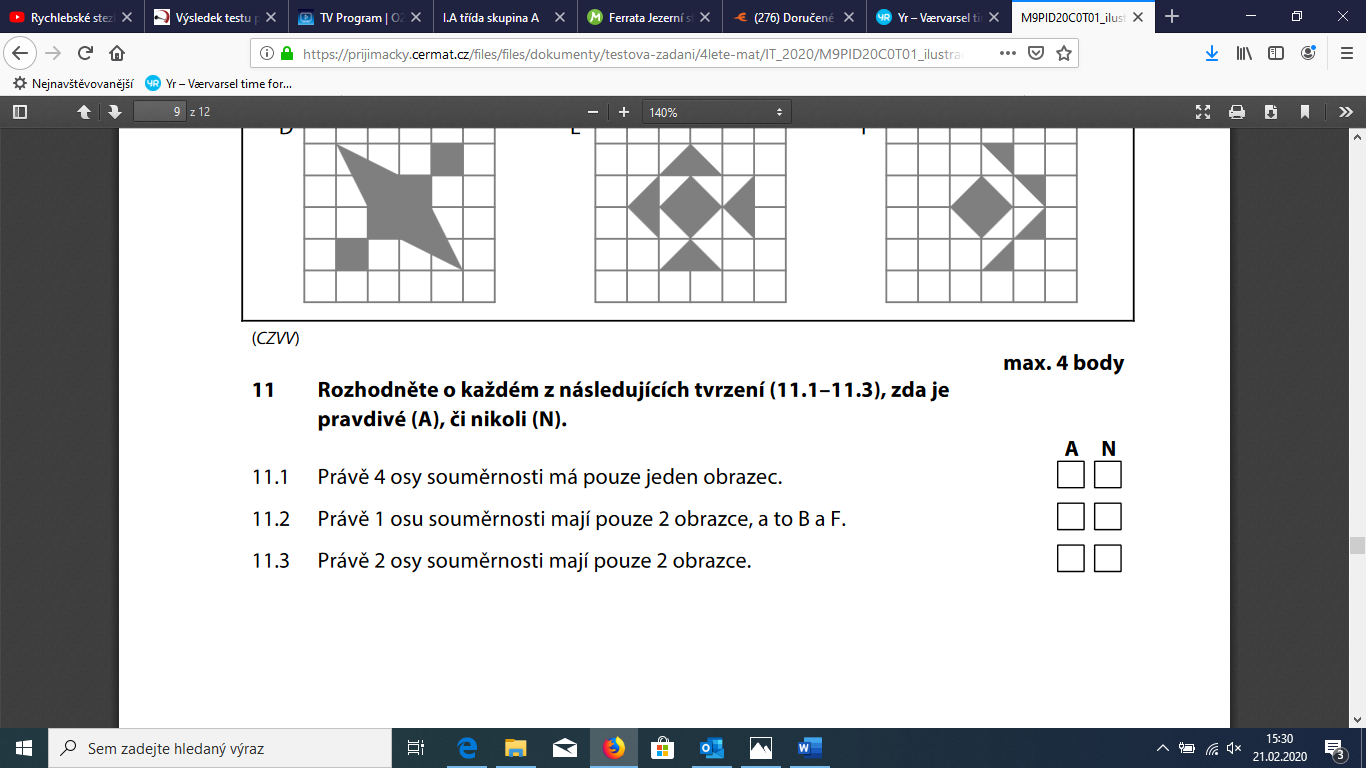 Rychlebské stez
Výsledek testu p
TV Program | O2
I.A třída skupina A
Ferrata Jezerní s
(276) Doručené
Yr – Værvarsel ti
M9PID20C0T01_ilust
https://prijimacky.cermat.cz/files/files/dokumenty/testova-zadani/4lete-mat/IT_2020/M9PID20C0T01_ilustra
Nejnavštěvovanější
Yr – Værvarsel time for...
9 z 12
140%
D E F
(CZVV)
max. 4 body
11 Rozhodněte o každém z následujících tvrzení (11.1–11.3), zda je
pravdivé (A), či nikoli (N).
A N
11.1 Právě 4 osy souměrnosti má pouze jeden obrazec.
11.2 Právě 1 osu souměrnosti mají pouze 2 obrazce, a to B a F.
11.3 Právě 2 osy souměrnosti mají pouze 2 obrazce.
Sem zadejte hledaný výraz
15:30
21.02.2020
3